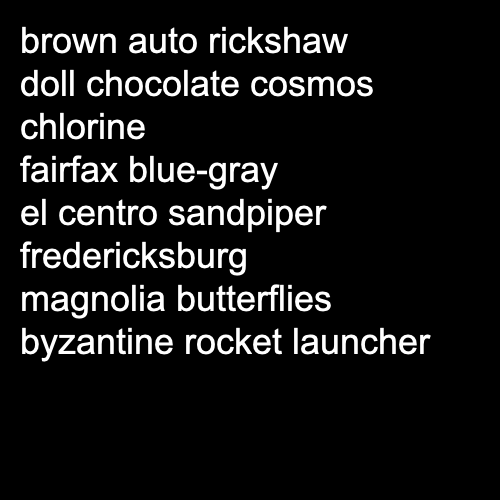 brown auto rickshaw
doll chocolate cosmos
chlorine
fairfax blue-gray
el centro sandpiper
fredericksburg
magnolia butterflies
byzantine rocket launcher